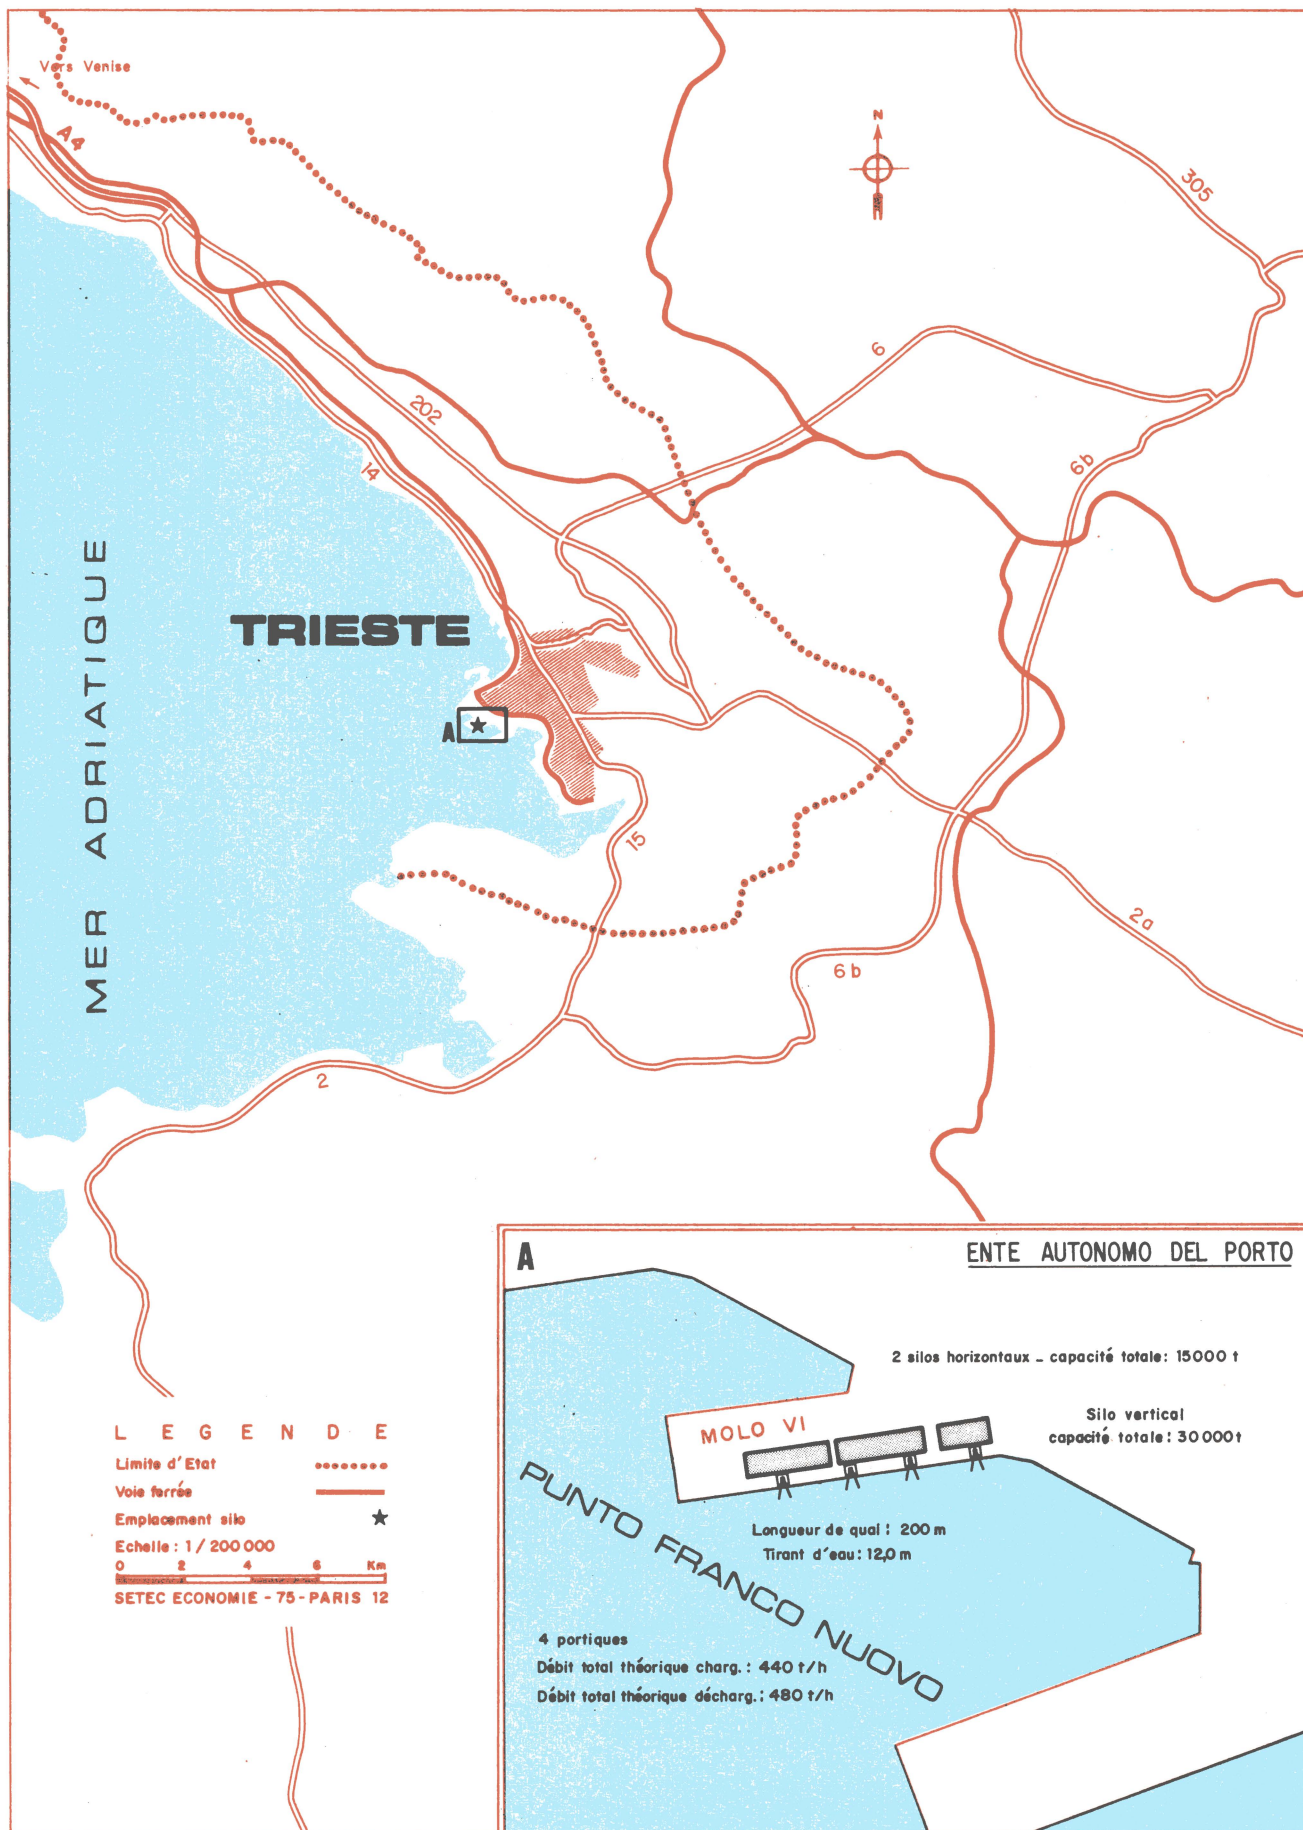 Vers Venise
A4
N
305
6
202
14
6b
TRIESTE
MER ADRIATIQUE
A
15
2a
6b
2
A
ENTE AUTONOMO DEL PORTO
2 silos horizontaux - capacité totale: 15000 t
Silo vertical
capacité totale: 30000t
MOLO VI
PUNTO FRANCO NUOVO
Longueur de quai : 200 m
Tirant d'eau: 12,0 m
4 portiques
Débit total théorique charg. : 440 t/h
Débit total théorique décharg. : 480 t/h
L E G E N D E
Limite d'Etat
Voie ferrée
Emplacement silo
Echelle : 1 / 200 000
0 2 4 6 Km
SETEC ECONOMIE - 75 - PARIS 12